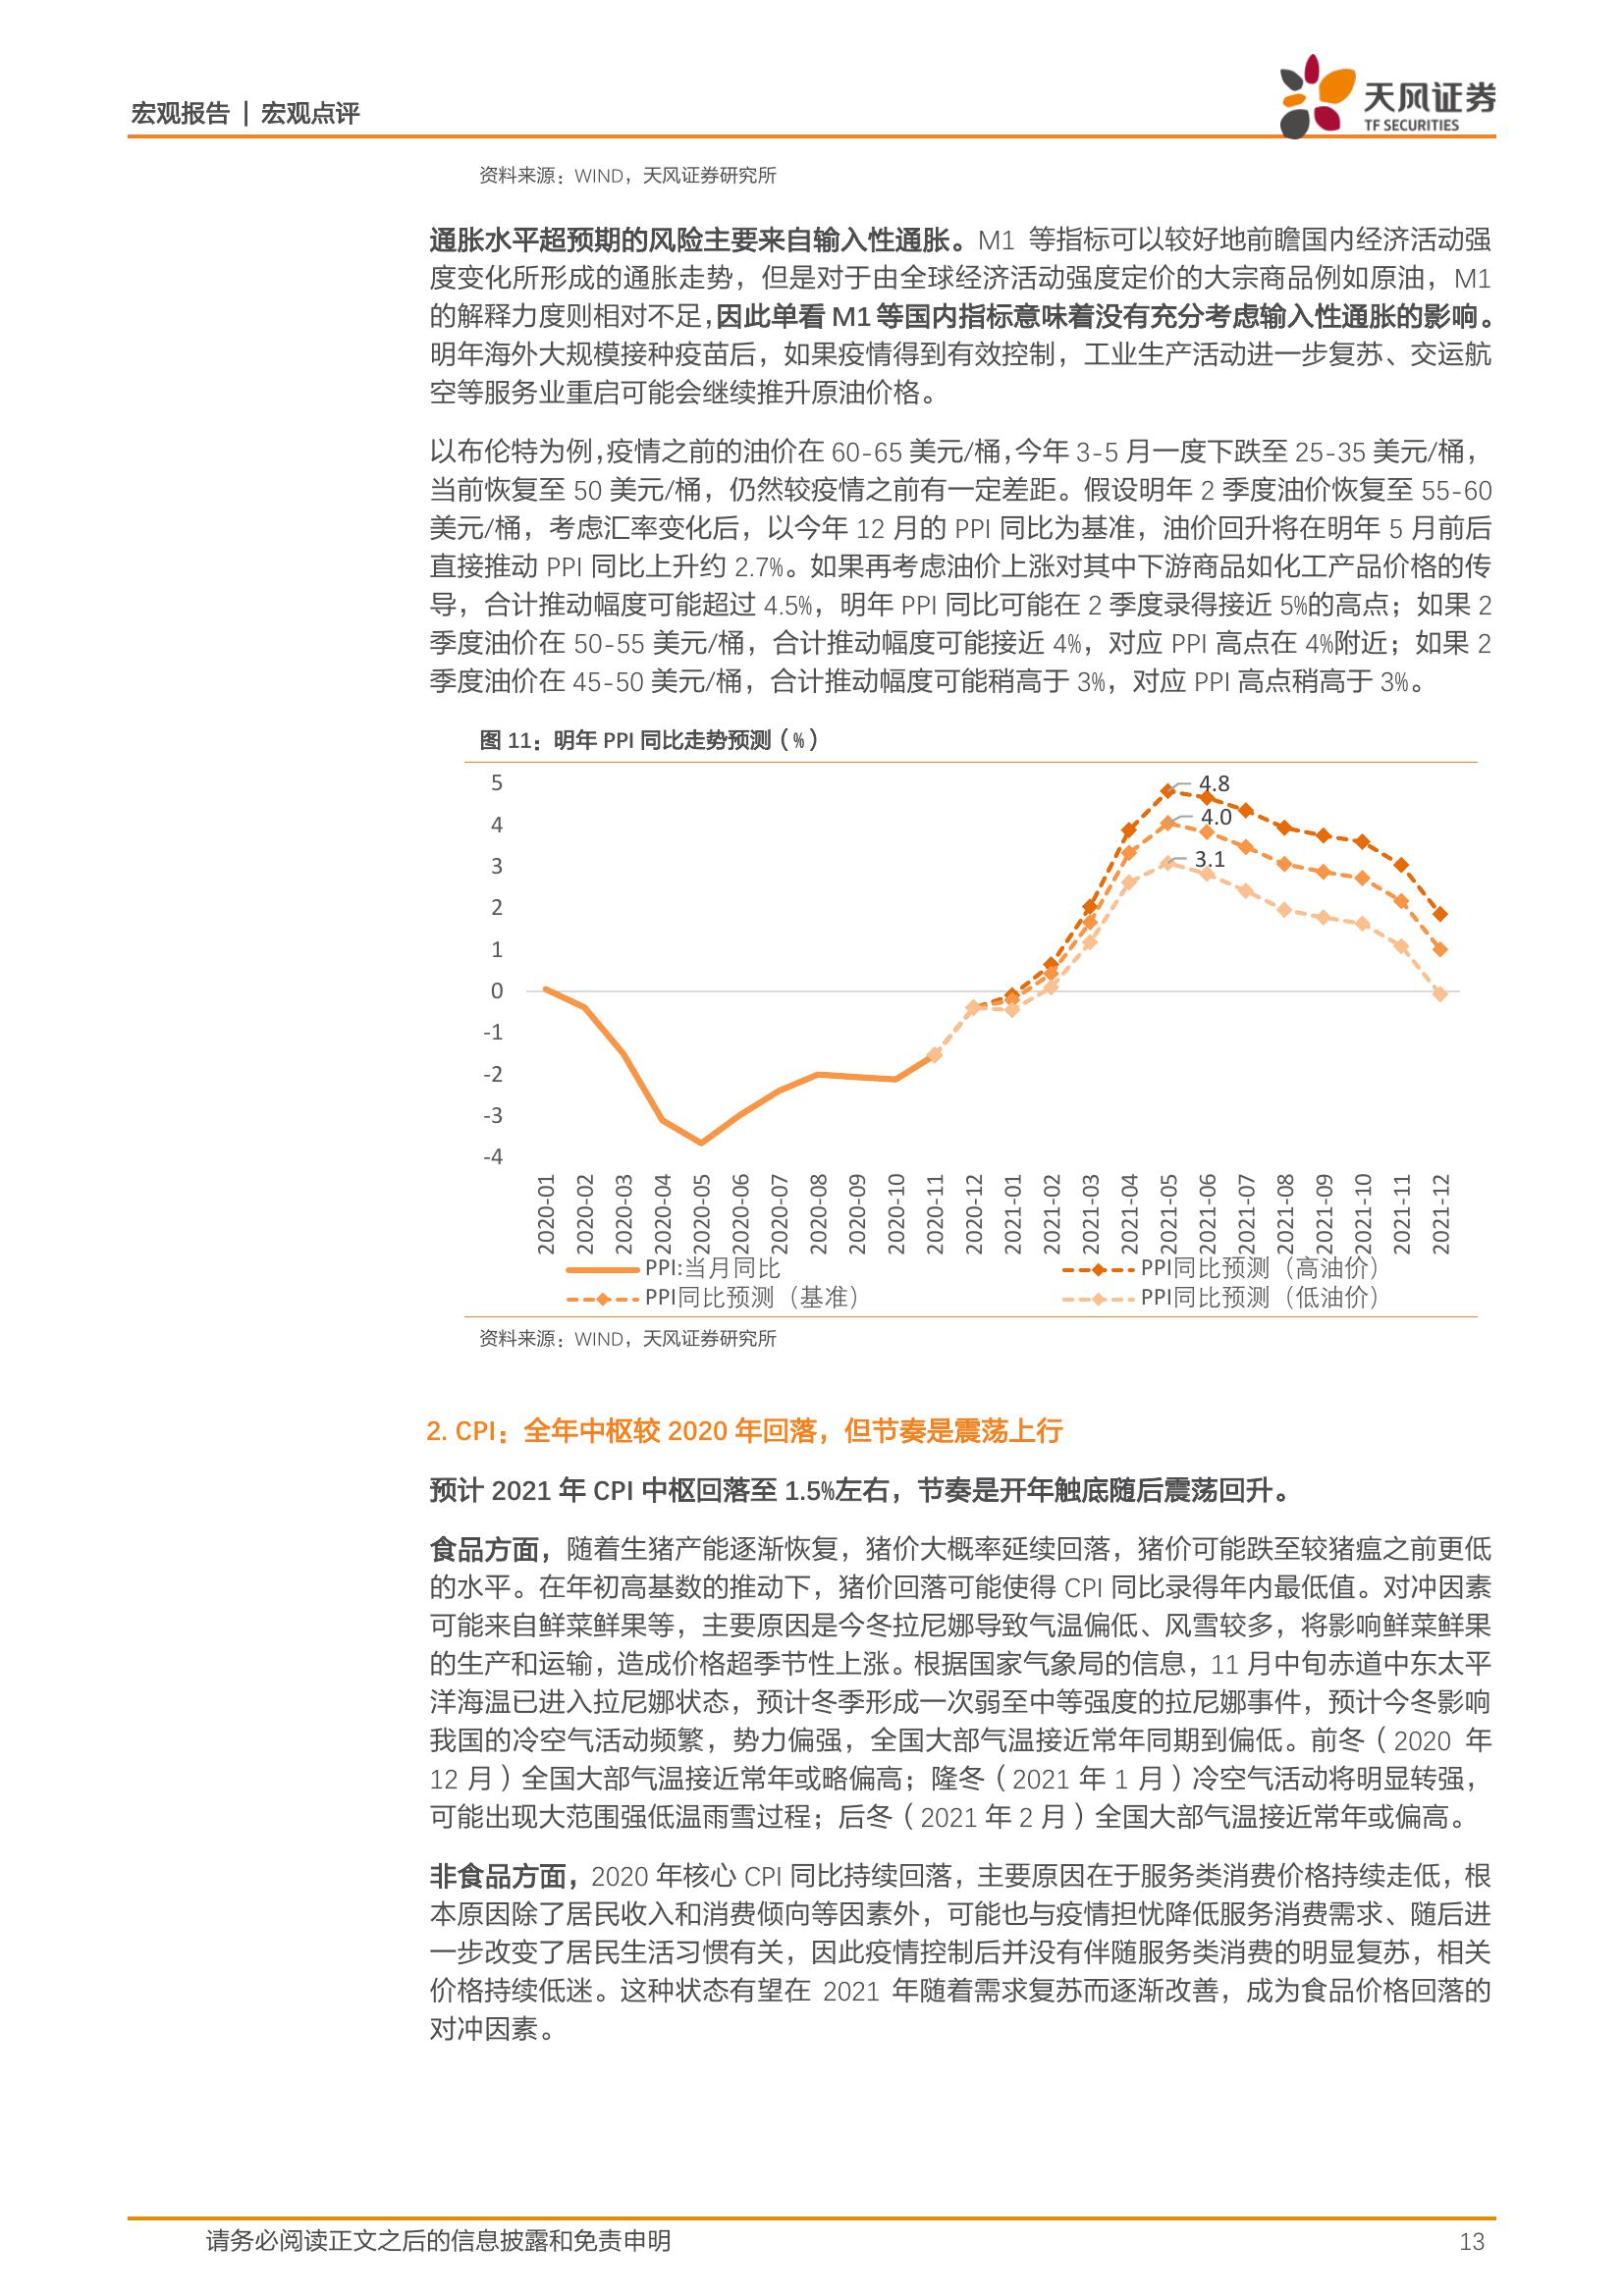 宏观报告 | 宏观点评
天风证券
TF SECURITIES
资料来源：WIND，天风证券研究所
通胀水平超预期的风险主要来自输入性通胀。M1 等指标可以较好地前瞻国内经济活动强
度变化所形成的通胀走势，但是对于由全球经济活动强度定价的大宗商品例如原油，M1
的解释力度则相对不足，因此单看 M1 等国内指标意味着没有充分考虑输入性通胀的影响。
明年海外大规模接种疫苗后，如果疫情得到有效控制，工业生产活动进一步复苏、交运航
空等服务业重启可能会继续推升原油价格。
以布伦特为例，疫情之前的油价在 60-65 美元/桶，今年 3-5 月一度下跌至 25-35 美元/桶，
当前恢复至 50 美元/桶，仍然较疫情之前有一定差距。假设明年 2 季度油价恢复至 55-60
美元/桶，考虑汇率变化后，以今年 12 月的 PPI 同比为基准，油价回升将在明年 5 月前后
直接推动 PPI 同比上升约 2.7%。如果再考虑油价上涨对其中下游商品如化工产品价格的传
导，合计推动幅度可能超过 4.5%，明年 PPI 同比可能在 2 季度录得接近 5%的高点；如果 2
季度油价在 50-55 美元/桶，合计推动幅度可能接近 4%，对应 PPI 高点在 4%附近；如果 2
季度油价在 45-50 美元/桶，合计推动幅度可能稍高于 3%，对应 PPI 高点稍高于 3%。
图 11：明年 PPI 同比走势预测（%）
5
4
3
2
1
0
-1
-2
-3
-4
4.8
4.0
3.1
2020-01
2020-02
2020-03
2020-04
2020-05
2020-06
2020-07
2020-08
2020-09
2020-10
2020-11
2020-12
2021-01
2021-02
2021-03
2021-04
2021-05
2021-06
2021-07
2021-08
2021-09
2021-10
2021-11
2021-12
PPI:当月同比
PPI同比预测（高油价）
PPI同比预测（基准）
PPI同比预测（低油价）
资料来源：WIND，天风证券研究所
2. CPI：全年中枢较 2020 年回落，但节奏是震荡上行
预计 2021 年 CPI 中枢回落至 1.5%左右，节奏是开年触底随后震荡回升。
食品方面，随着生猪产能逐渐恢复，猪价大概率延续回落，猪价可能跌至较猪瘟之前更低
的水平。在年初高基数的推动下，猪价回落可能使得 CPI 同比录得年内最低值。对冲因素
可能来自鲜菜鲜果等，主要原因是今冬拉尼娜导致气温偏低、风雪较多，将影响鲜菜鲜果
的生产和运输，造成价格超季节性上涨。根据国家气象局的信息，11 月中旬赤道中东太平
洋海温已进入拉尼娜状态，预计冬季形成一次弱至中等强度的拉尼娜事件，预计今冬影响
我国的冷空气活动频繁，势力偏强，全国大部气温接近常年同期到偏低。前冬（2020 年
12 月）全国大部气温接近常年或略偏高；隆冬（2021 年 1 月）冷空气活动将明显转强，
可能出现大范围强低温雨雪过程；后冬（2021 年 2 月）全国大部气温接近常年或偏高。
非食品方面，2020 年核心 CPI 同比持续回落，主要原因在于服务类消费价格持续走低，根
本原因除了居民收入和消费倾向等因素外，可能也与疫情担忧降低服务消费需求、随后进
一步改变了居民生活习惯有关，因此疫情控制后并没有伴随服务类消费的明显复苏，相关
价格持续低迷。这种状态有望在 2021 年随着需求复苏而逐渐改善，成为食品价格回落的
对冲因素。
请务必阅读正文之后的信息披露和免责申明
13